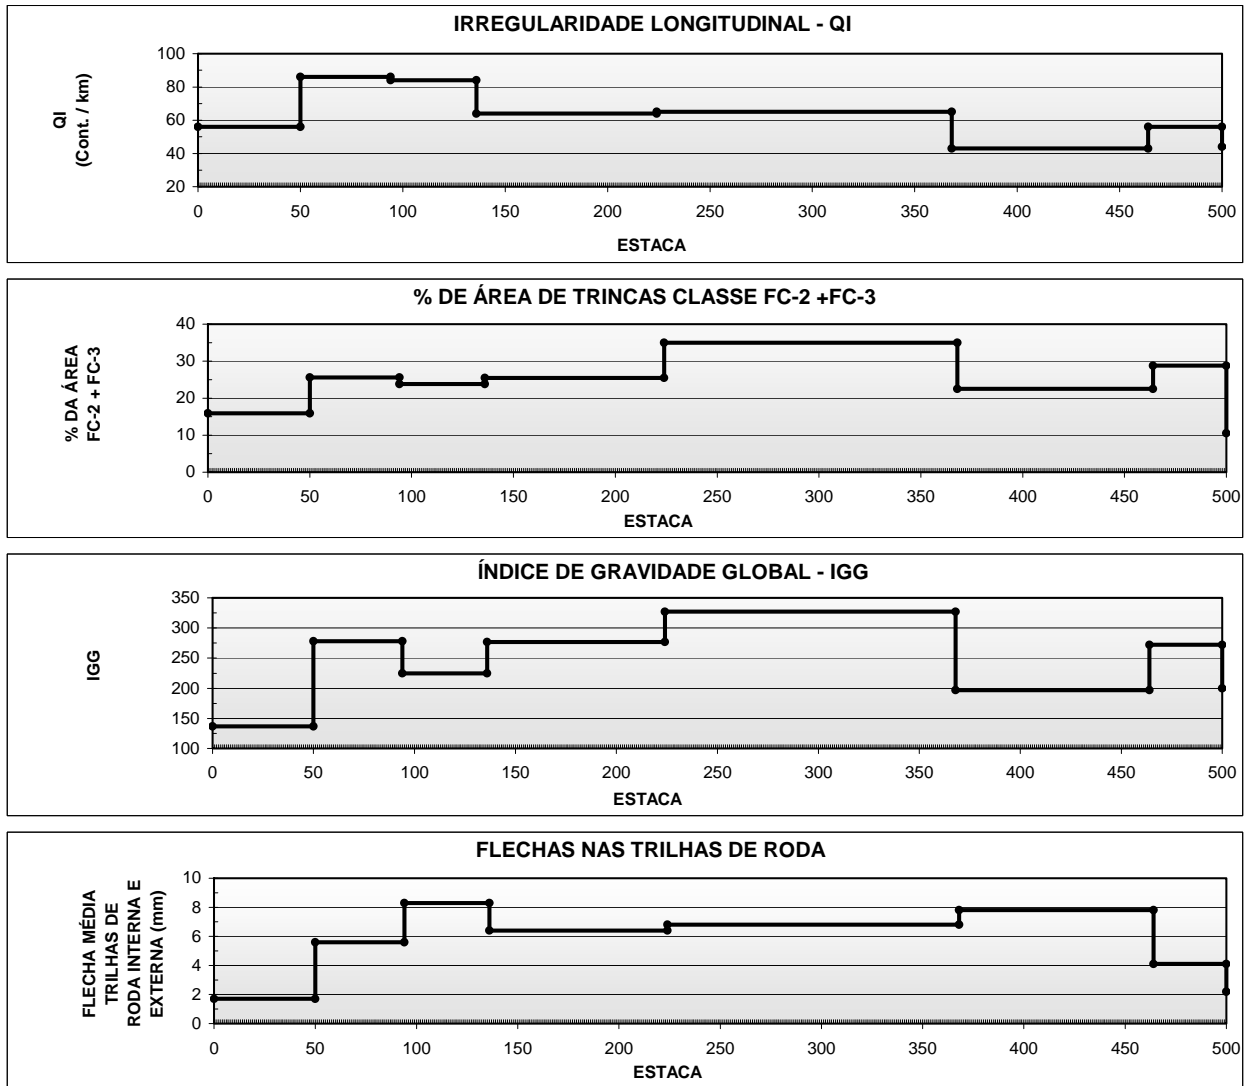 IRREGULARIDADE LONGITUDINAL - QI
QI
(Cont. / km)
100
80
60
40
20
0 50 100 150 200 250 300 350 400 450 500
ESTACA
% DE ÁREA DE TRINCAS CLASSE FC-2 +FC-3
% DA ÁREA
FC-2 + FC-3
40
30
20
10
0
0 50 100 150 200 250 300 350 400 450 500
ESTACA
ÍNDICE DE GRAVIDADE GLOBAL - IGG
IGG
350
300
250
200
150
100
0 50 100 150 200 250 300 350 400 450 500
ESTACA
FLECHAS NAS TRILHAS DE RODA
FLECHA MÉDIA
TRILHAS DE
RODA INTERNA E
EXTERNA (mm)
10
8
6
4
2
0
0 50 100 150 200 250 300 350 400 450 500
ESTACA